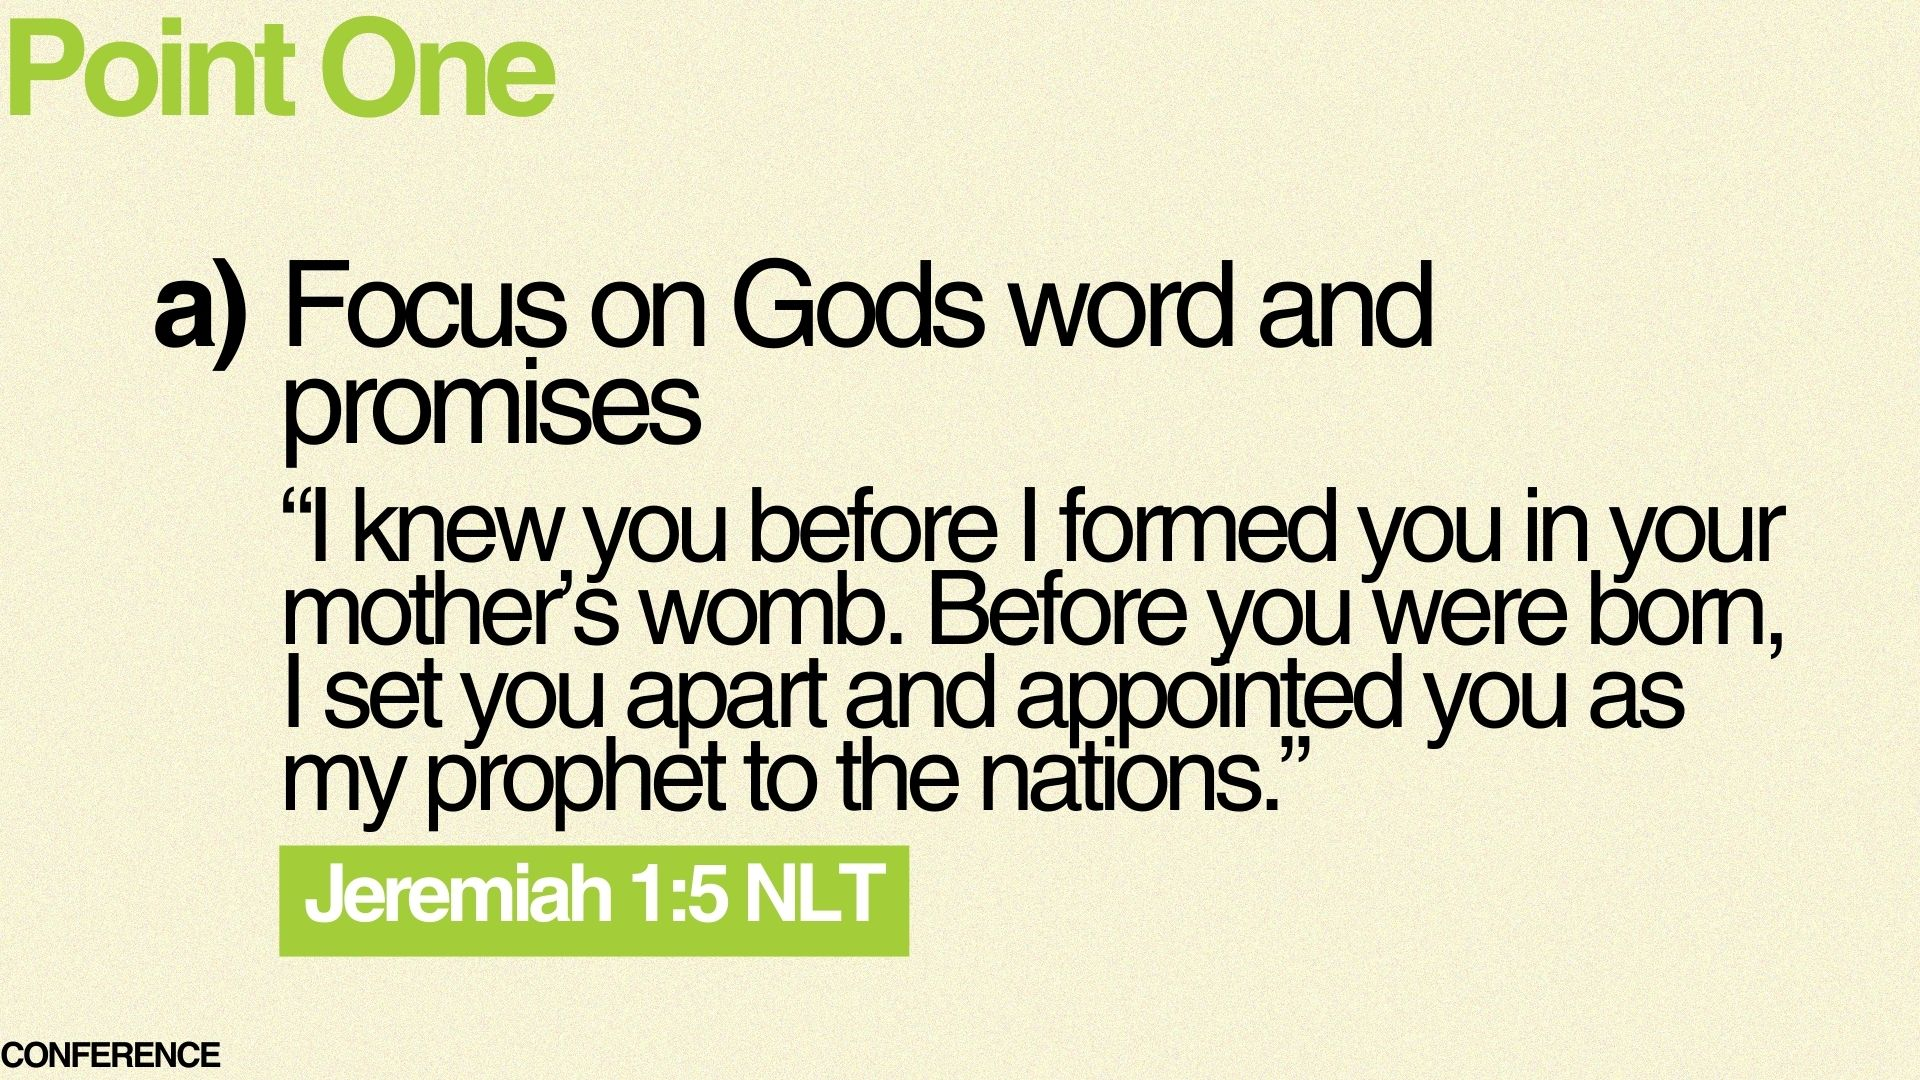 Point One
a) Focus on Gods word and
promises
“I knew you before I formed you in your
mother’s womb. Before you were born,
I set you apart and appointed you as
my prophet to the nations.”
Jeremiah 1:5 NLT
CONFERENCE